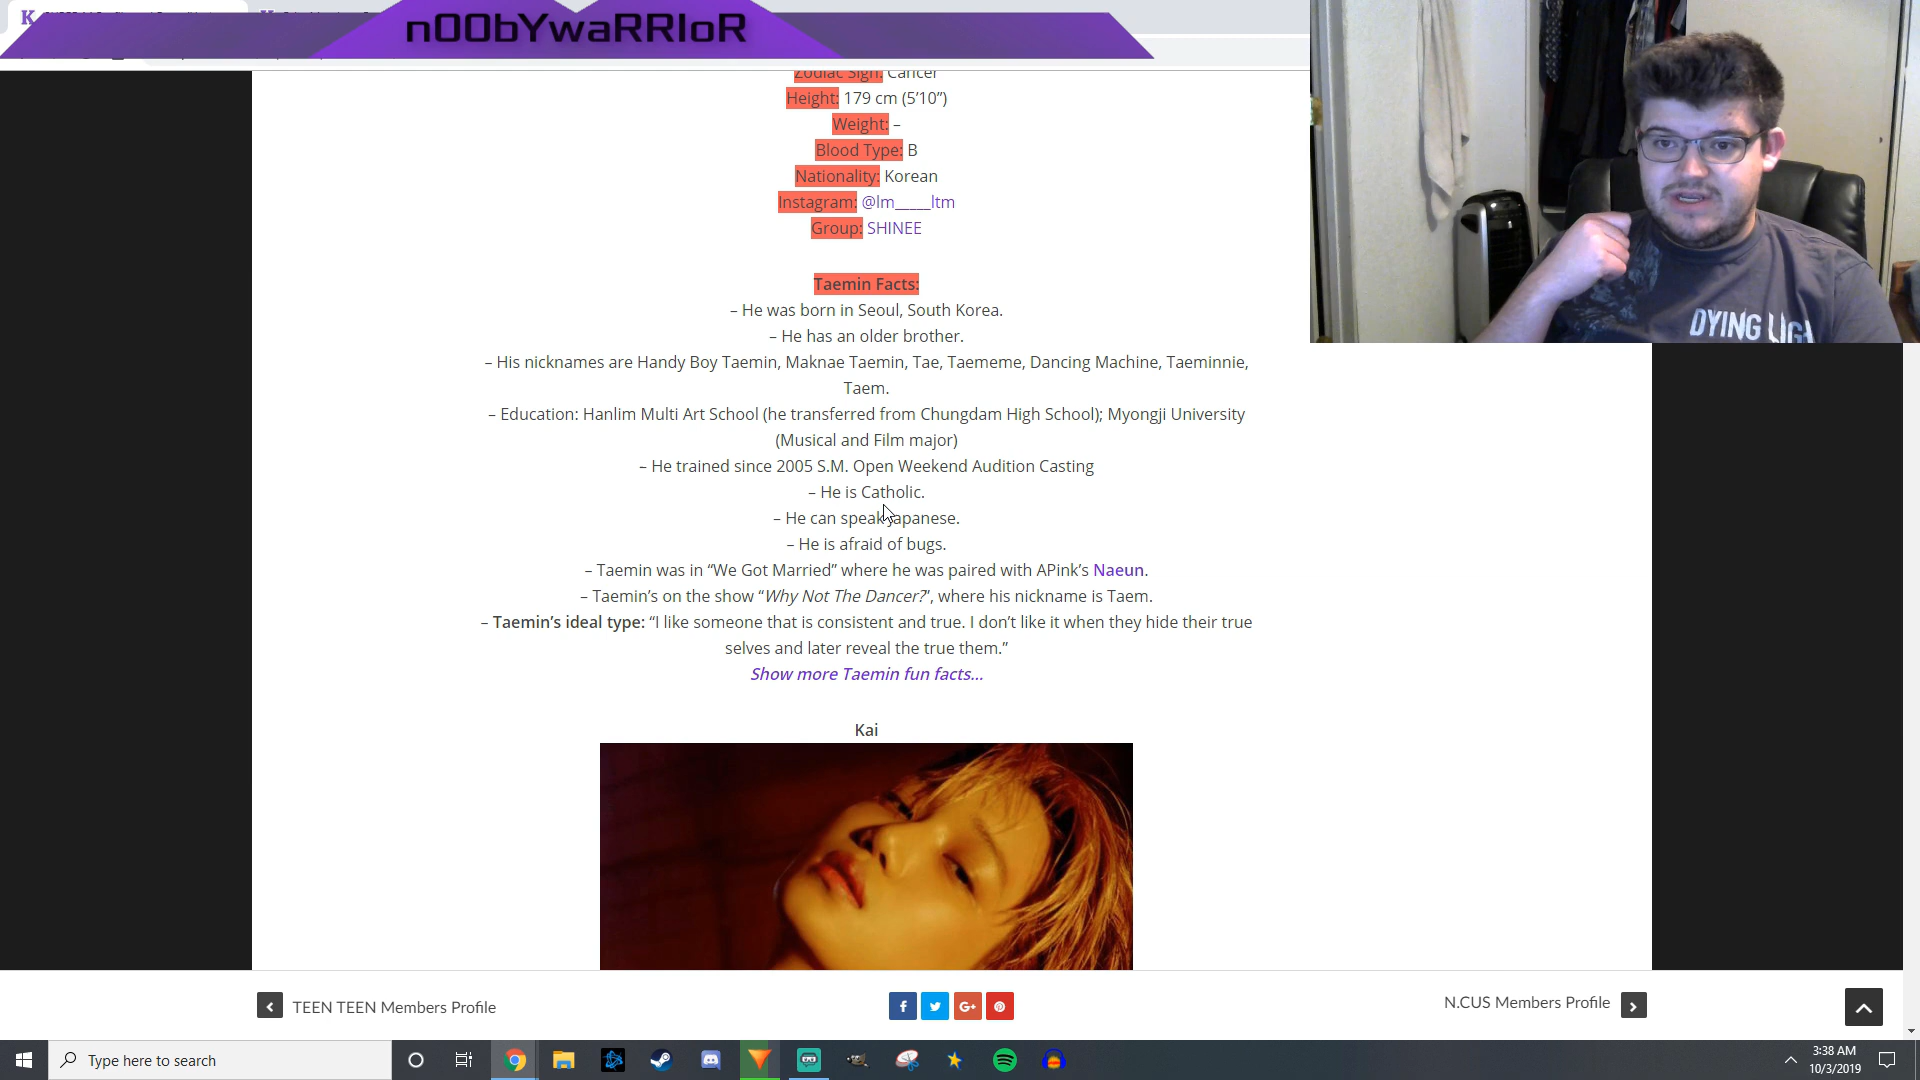 n00bYwaRRIoR
Zodiac Sign: Cancer
Height: 179 cm (5’10”)
Weight: –
Blood Type: B
Nationality: Korean
Instagram: @lm_____ltm
Group: SHINEE
Taemin Facts:
– He was born in Seoul, South Korea.
– He has an older brother.
– His nicknames are Handy Boy Taemin, Maknae Taemin, Tae, Taememe, Dancing Machine, Taeminnie,
Taem.
– Education: Hanlim Multi Art School (he transferred from Chungdam High School); Myongji University
(Musical and Film major)
– He trained since 2005 S.M. Open Weekend Audition Casting
– He is Catholic.
– He can speak Japanese.
– He is afraid of bugs.
– Taemin was in “We Got Married” where he was paired with APink’s Naeun.
– Taemin’s on the show “Why Not The Dancer?”, where his nickname is Taem.
– Taemin’s ideal type: “I like someone that is consistent and true. I don’t like it when they hide their true
selves and later reveal the true them.”
Show more Taemin fun facts...
Kai
DYING LIGH
TEEN TEEN Members Profile
N.CUS Members Profile
Type here to search
3:38 AM
10/3/2019